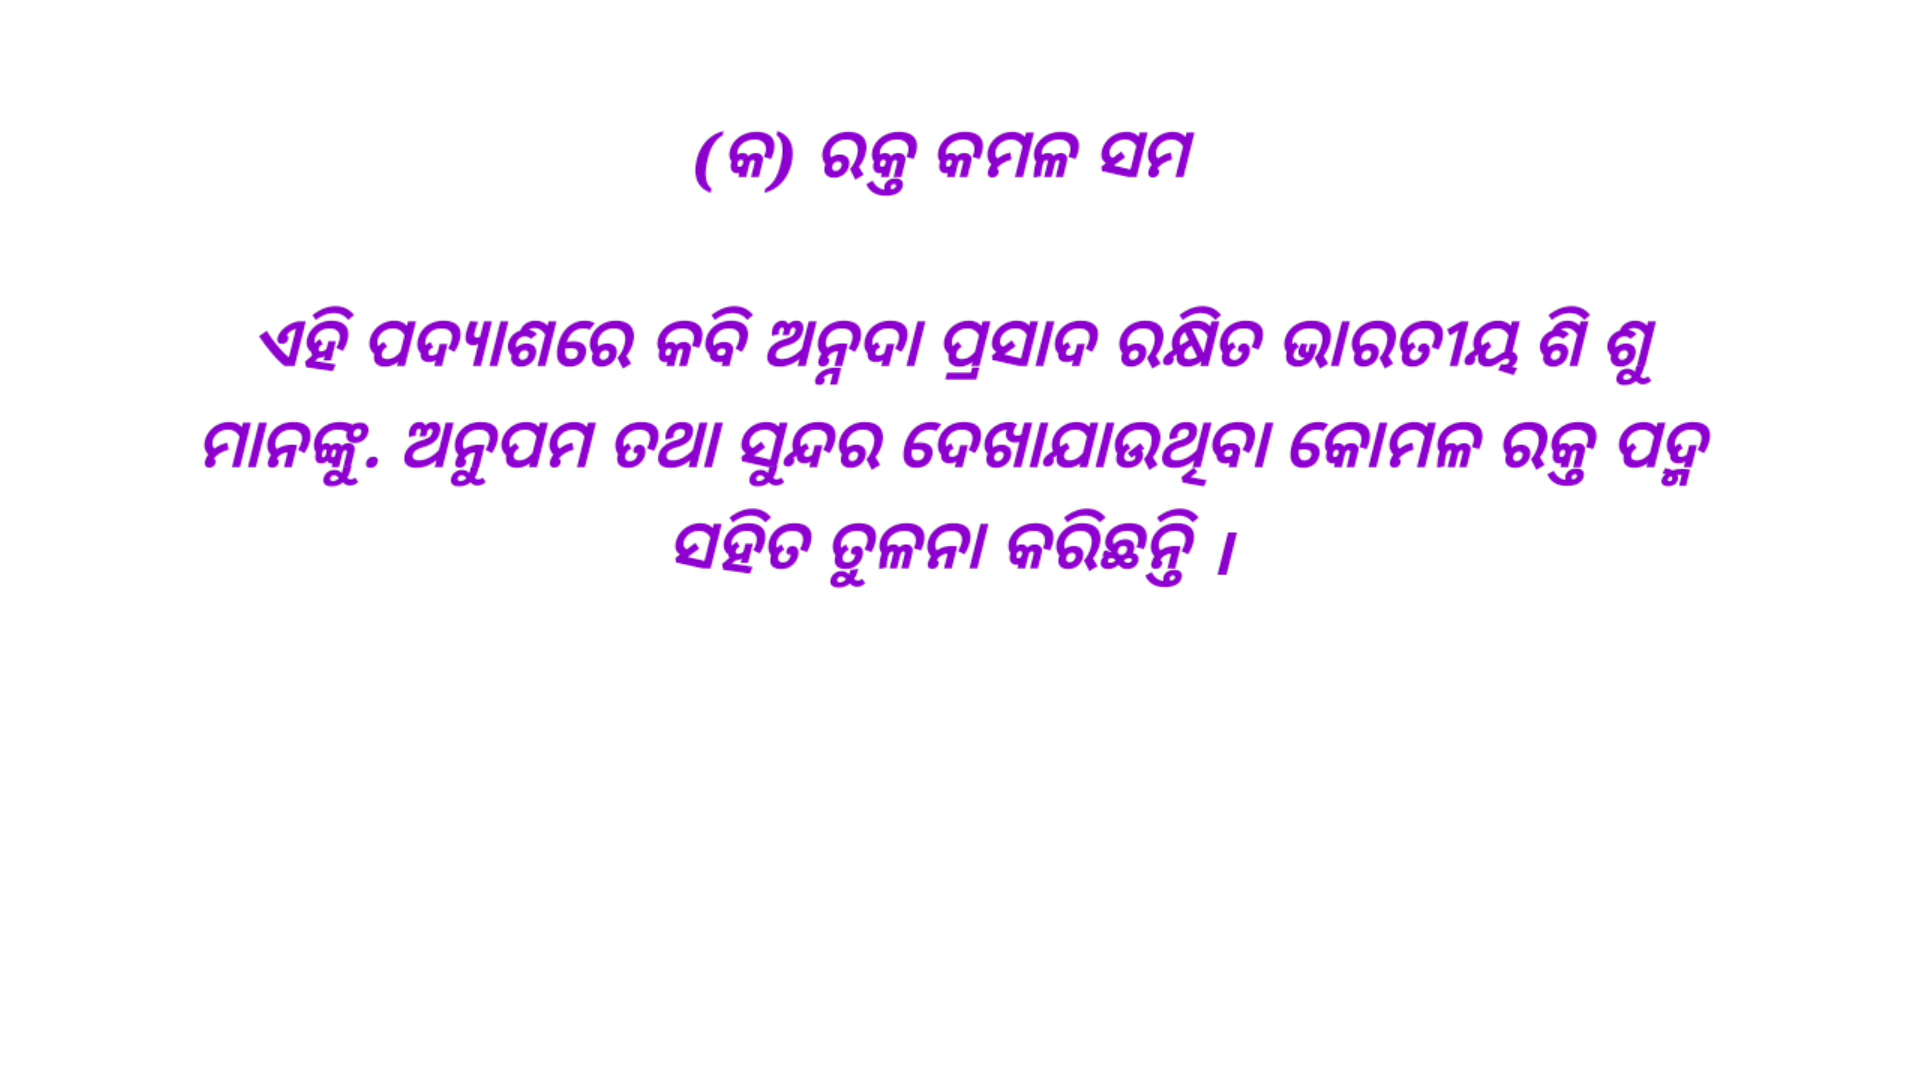 (କ) ରକ୍ତ କମଳ ସମ
ଏହି ପଦ୍ୟାଶରେ କବି ଅନ୍ନଦା ପ୍ରସାଦ ରକ୍ଷିତ ଭାରତୀୟ ଶି ଶୁ
ମାନଙ୍କୁ. ଅନୁପମ ତଥା ସୁନ୍ଦର ଦେଖାଯାଉଥିବା କୋମଳ ରକ୍ତ ପଦ୍ମ
ସହିତ ତୁଳନା କରିଛନ୍ତି ।